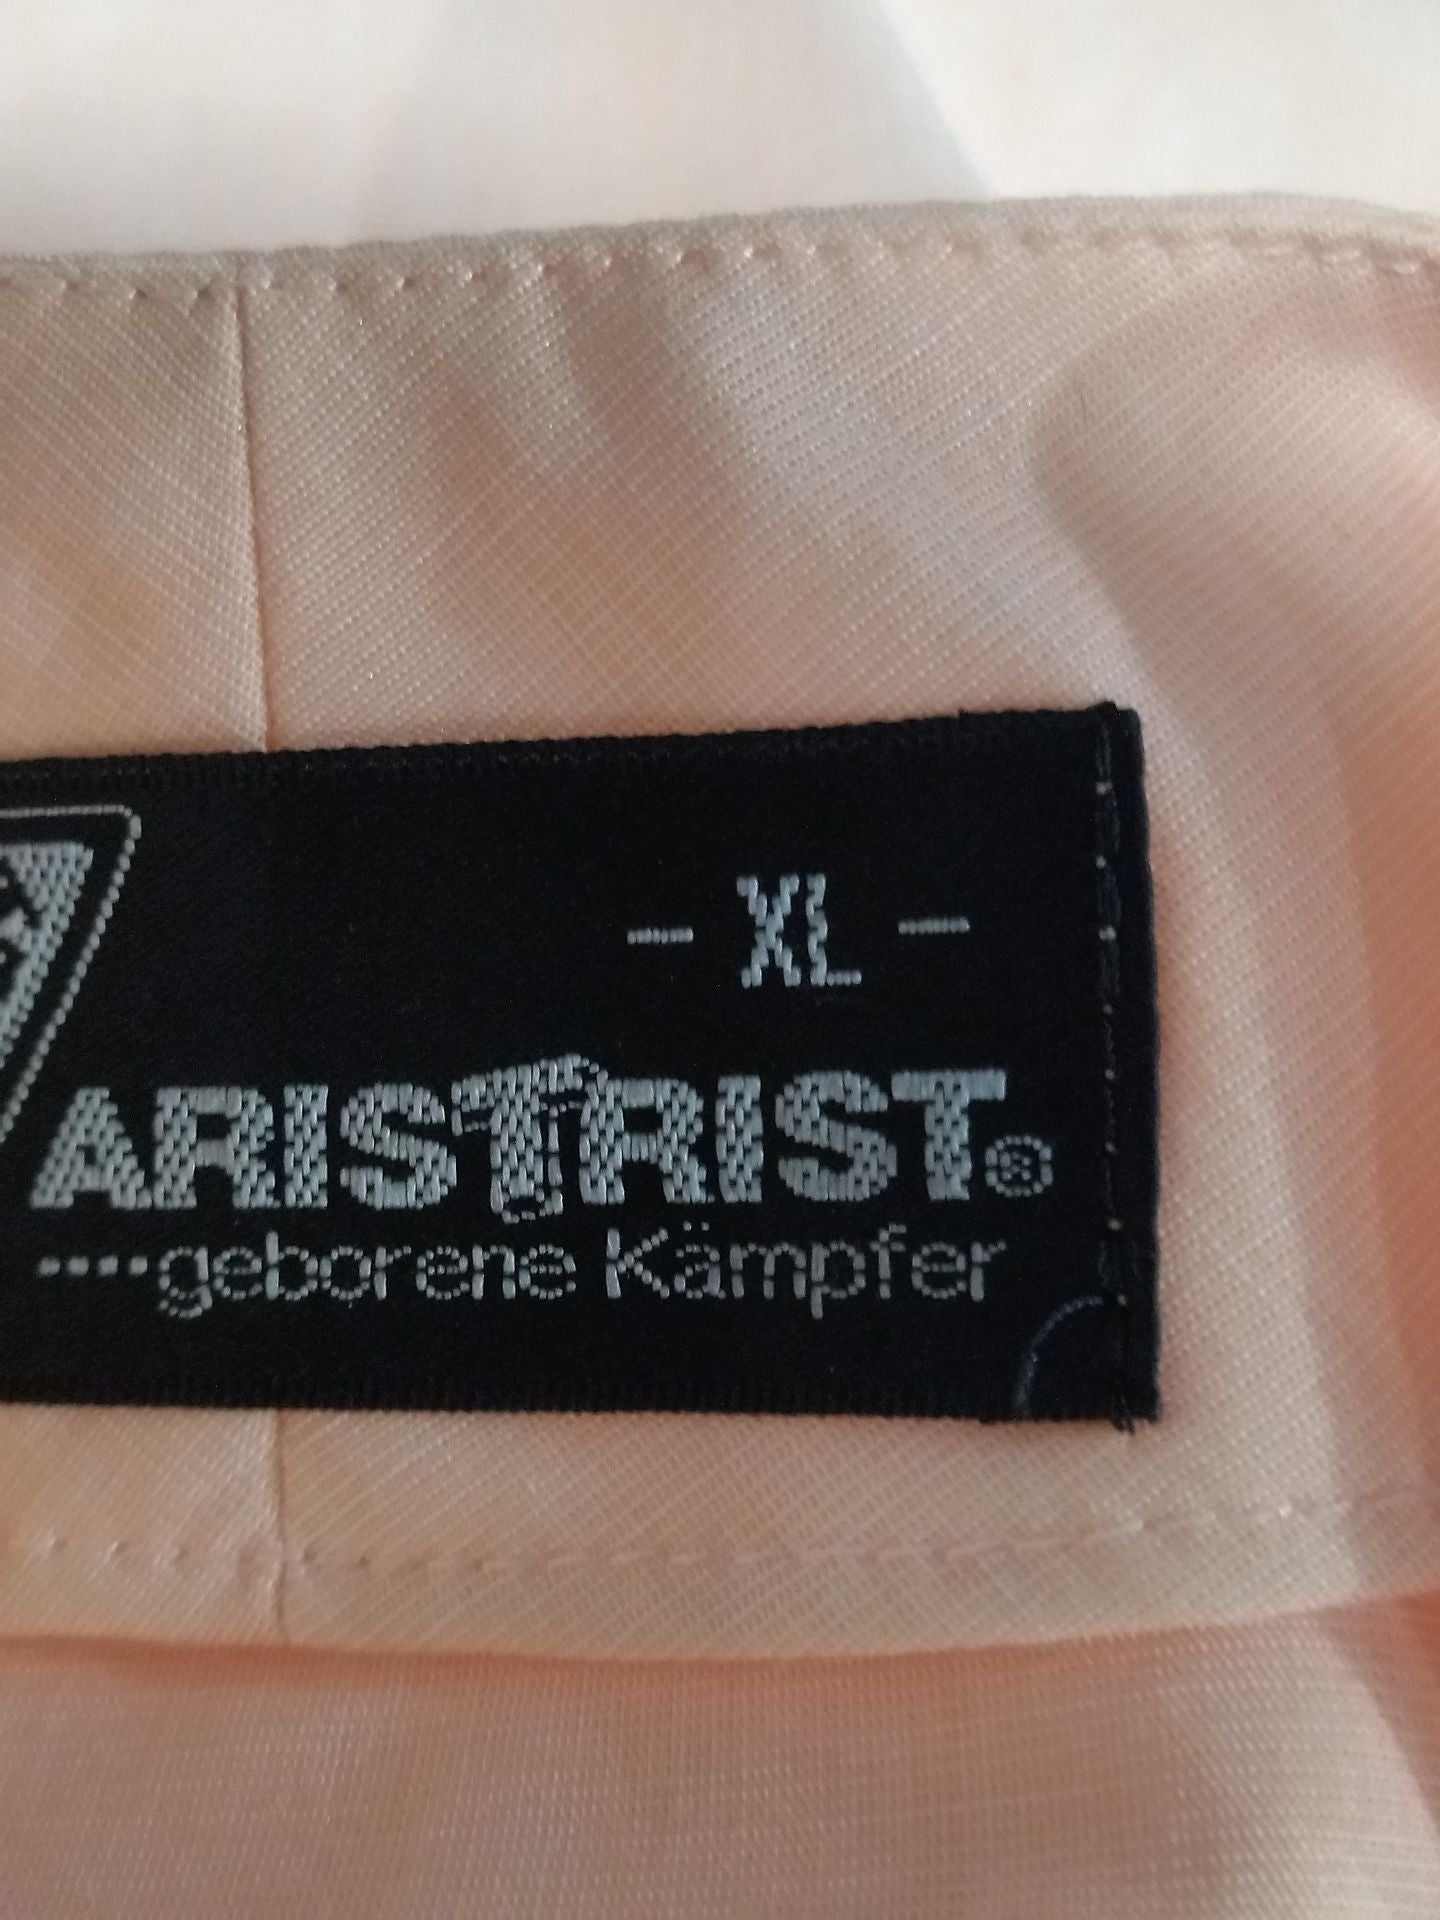 - XL -
ARISTRIST®
····geborene Kämpfer